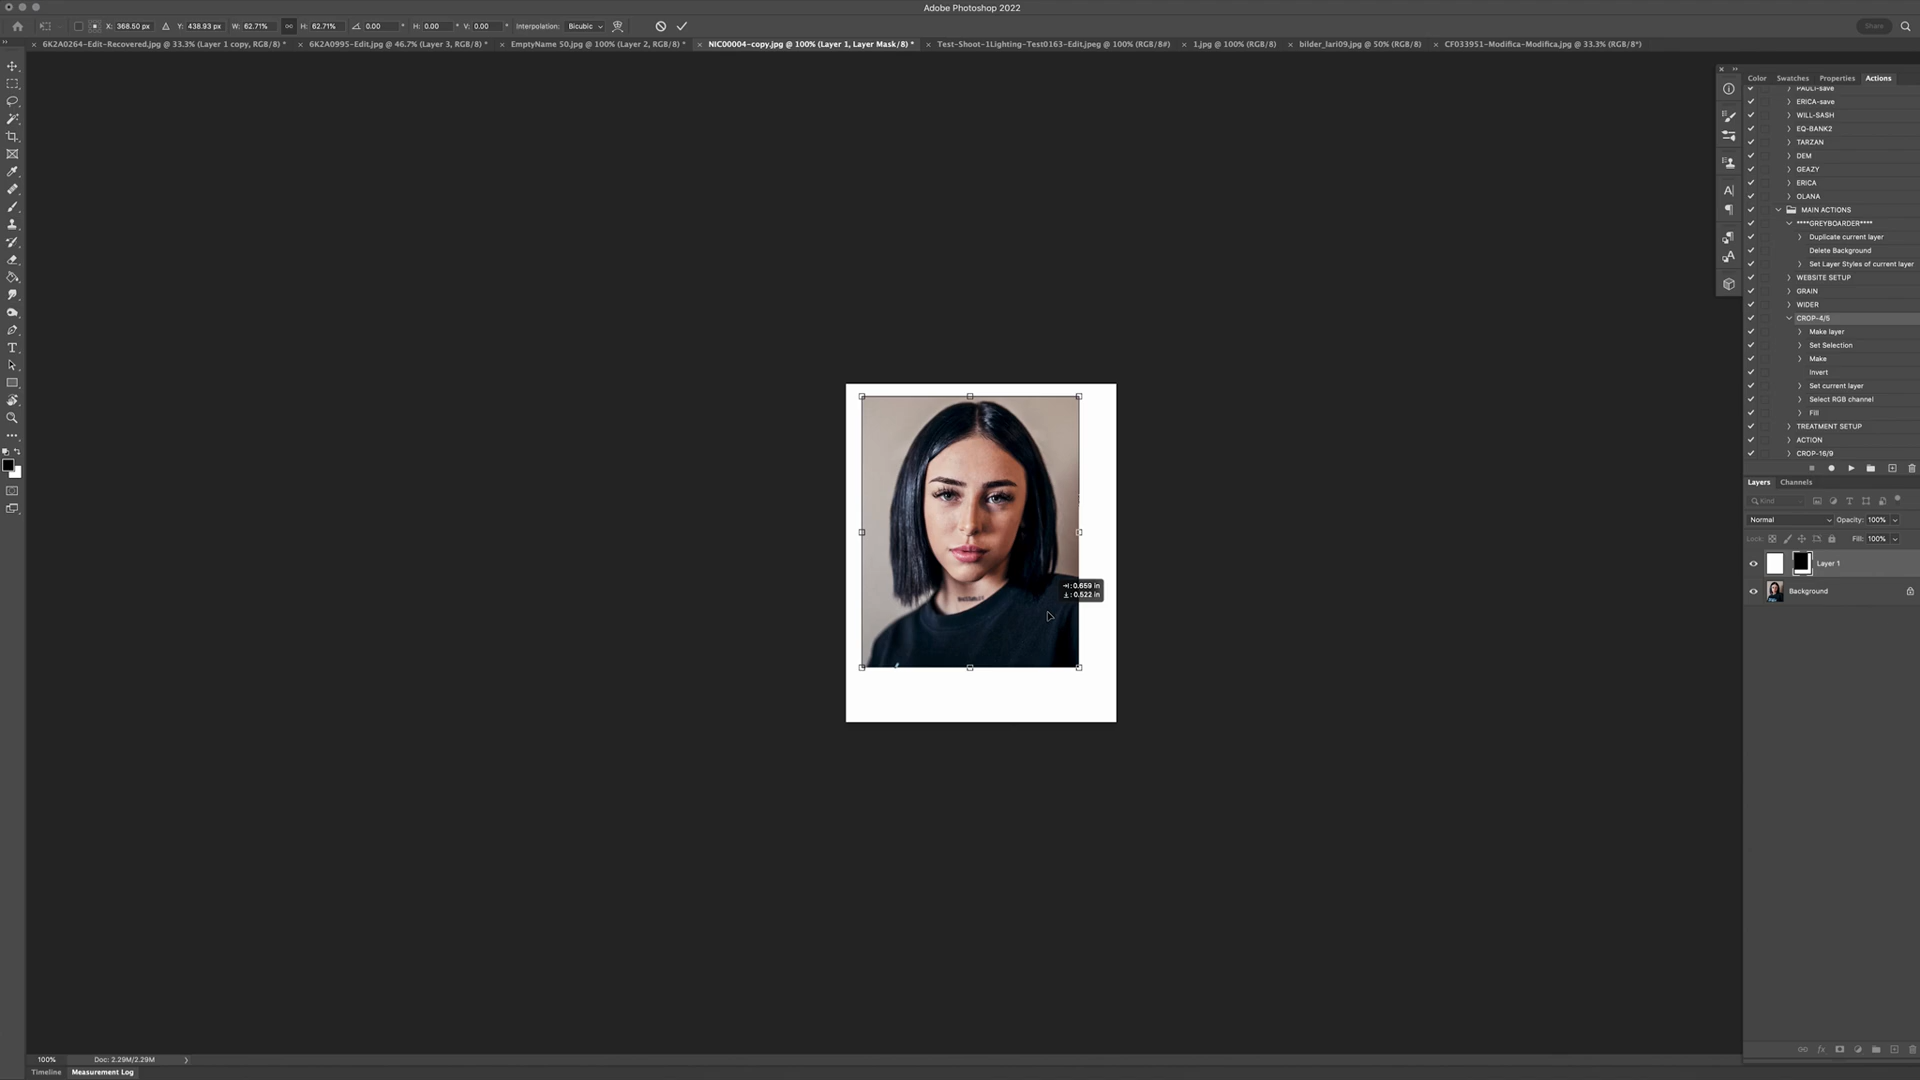 Adobe Photoshop 2022
X: 368.50 px Y: 438.93 px W: 62.71% H: 62.71% 0.00 ° H: 0.00 ° V: 0.00 ° Interpolation: Bicubic Share
6K2A0264-Edit-Recovered.jpg @ 33.3% (Layer 1 copy, RGB/8) * 6K2A0995-Edit.jpg @ 46.7% (Layer 3, RGB/8) * EmptyName 50.jpg @ 100% (Layer 2, RGB/8) * NIC00004-copy.jpg @ 100% (Layer 1, Layer Mask/8) * Test-Shoot-1Lighting-Test0163-Edit.jpeg @ 100% (RGB/8#) 1.jpg @ 100% (RGB/8) bilder_lari09.jpg @ 50% (RGB/8) CF033951-Modifica-Modifica.jpg @ 33.3% (RGB/8*)
Color Swatches Properties Actions
PAULI-save
ERICA-save
WILL-SASH
EQ-BANK2
TARZAN
DEM
GEAZY
ERICA
OLANA
MAIN ACTIONS
****GREYBOARDER****
Duplicate current layer
Delete Background
Set Layer Styles of current layer
WEBSITE SETUP
GRAIN
WIDER
CROP-4/5
Make layer
Set Selection
Make
Invert
Set current layer
Select RGB channel
Fill
TREATMENT SETUP
ACTION
CROP-16/9
Layers Channels
Kind
Normal Opacity: 100%
Lock: Fill: 100%
Layer 1
Background
: 0.659 in
: 0.522 in
100% Doc: 2.29M/2.29M
Timeline Measurement Log